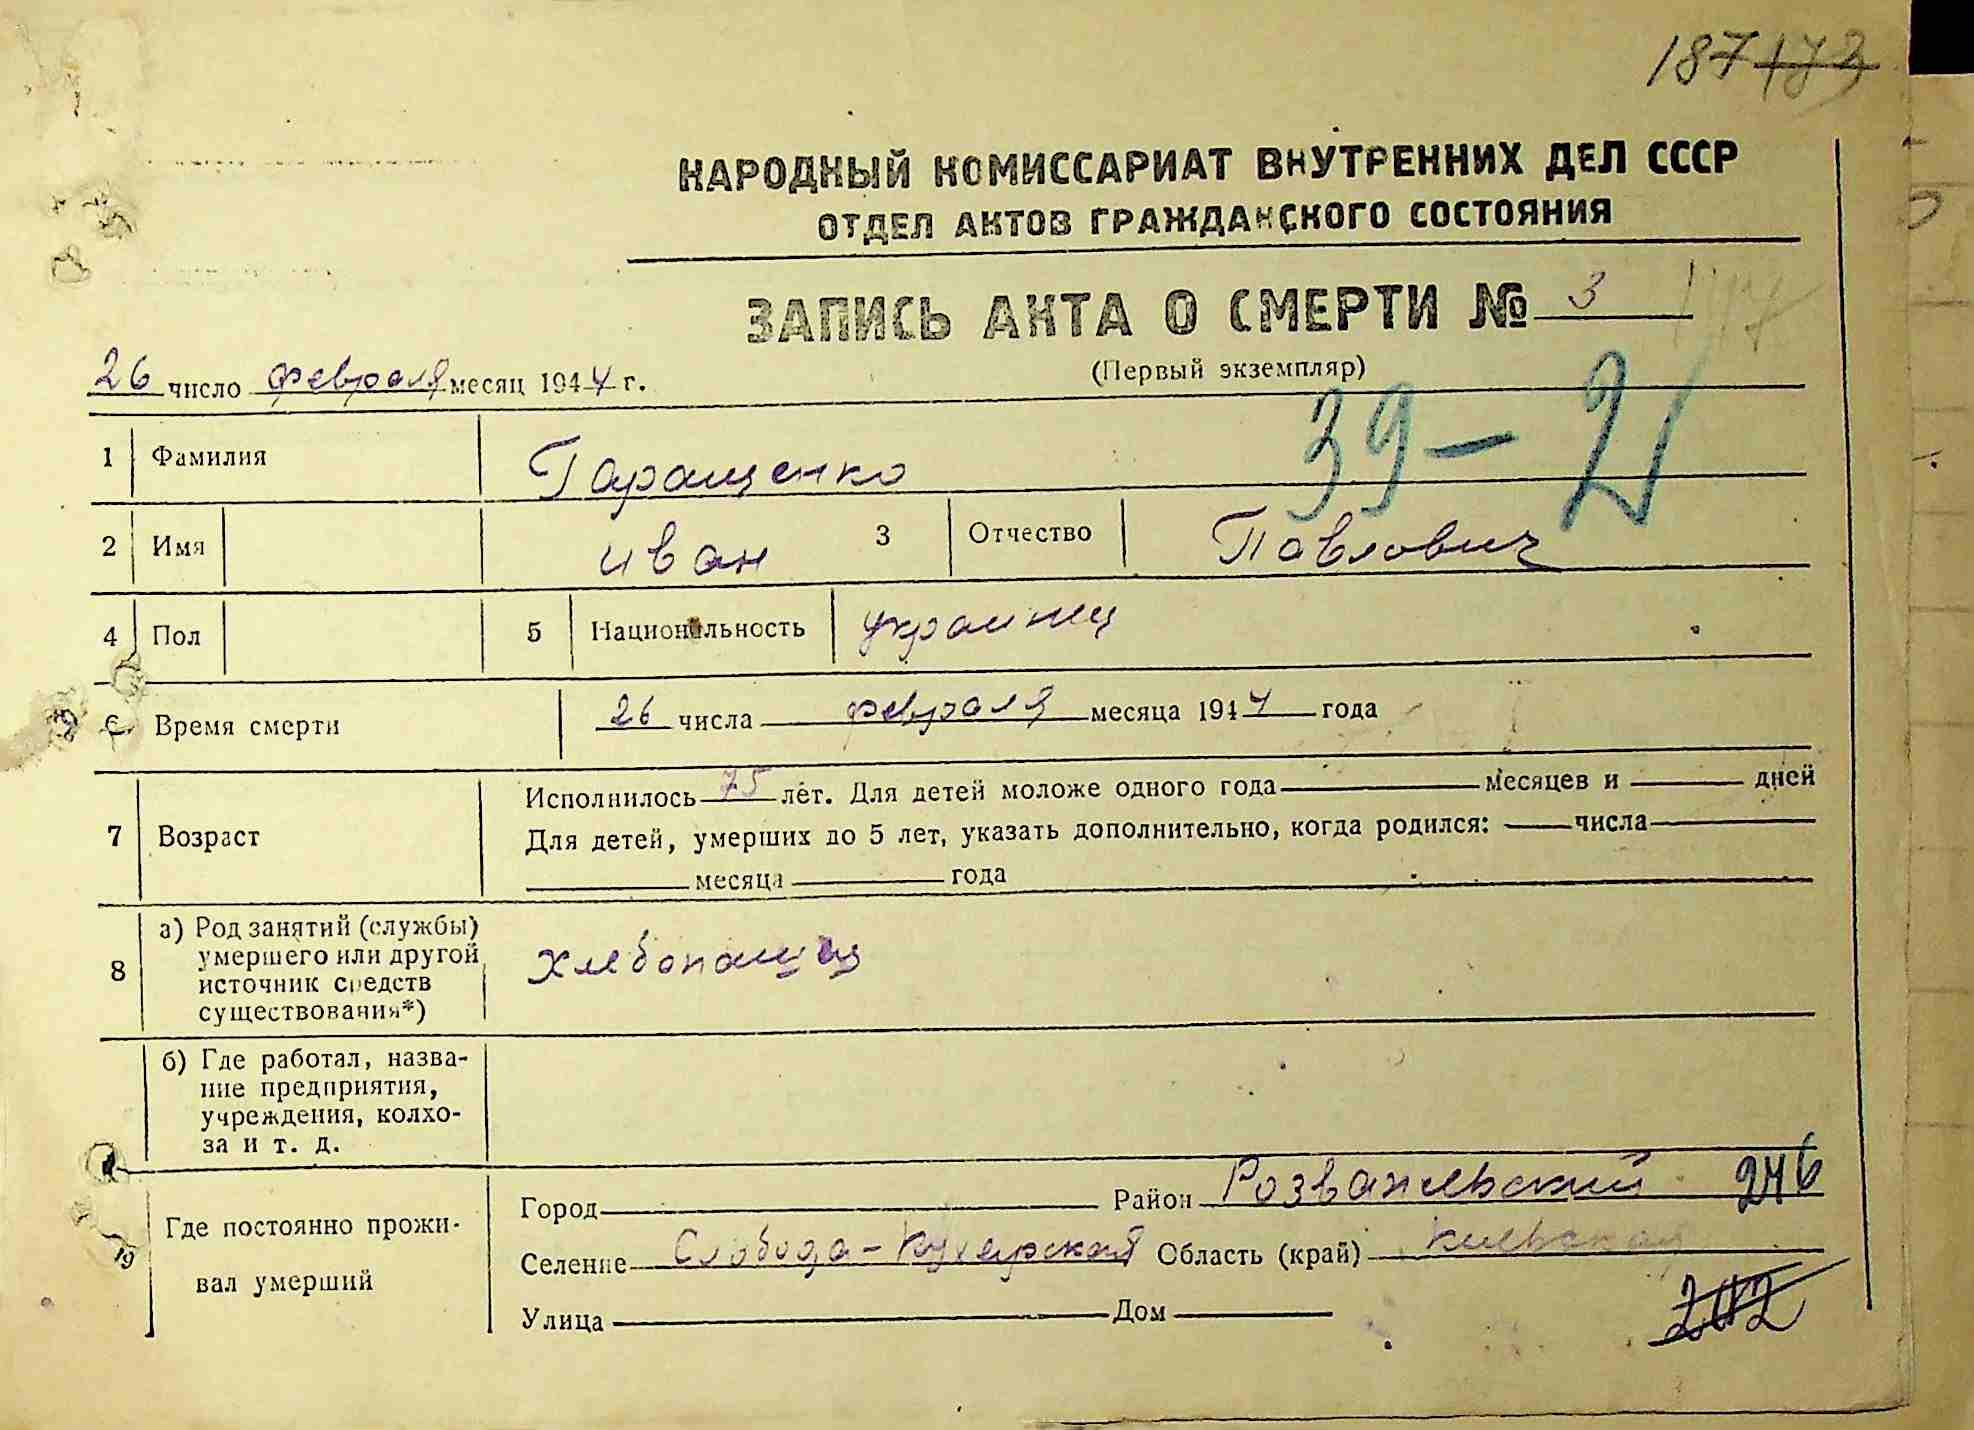 187 173
НАРОДНЫЙ КОМИССАРИАТ ВНУТРЕННИХ ДЕЛ СССР
ОТДЕЛ АКТОВ ГРАЖДАНСКОГО СОСТОЯНИЯ
ЗАПИСЬ АКТА О СМЕРТИ № 3
(Первый экземпляр)
26 число февраля месяц 1944 г.
39-21
1 Фамилия Геращенко
2 Имя Иван 3 Отчество Павлович
4 Пол 5 Национальность украинец
6 Время смерти 26 числа февраля месяца 1944 года
7 Возраст
Исполнилось 75 лет. Для детей моложе одного года месяцев и дней
Для детей, умерших до 5 лет, указать дополнительно, когда родился: числа
месяца года
8 а) Род занятий (службы)
умершего или другой
источник средств
существования*)
хлебопашец
б) Где работал, назва-
ние предприятия,
учреждения, колхо-
за и т. д.
Где постоянно прожи-
вал умерший
Город Район Розважевский 246
Селение Слобода-Кухарская Область (край) Киевская
Улица Дом
202